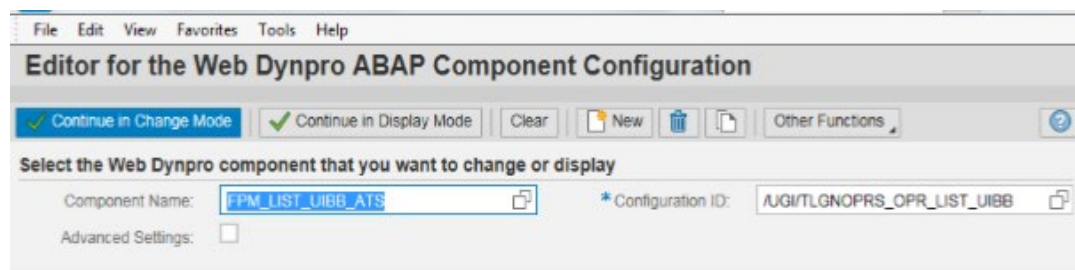 File Edit View Favorites Tools Help
Editor for the Web Dynpro ABAP Component Configuration
Continue in Change Mode Continue in Display Mode Clear New Other Functions
Select the Web Dynpro component that you want to change or display
Component Name: FPM_LIST_UIBB_ATS * Configuration ID: /UGI/TLGNOPRS_OPR_LIST_UIBB
Advanced Settings: